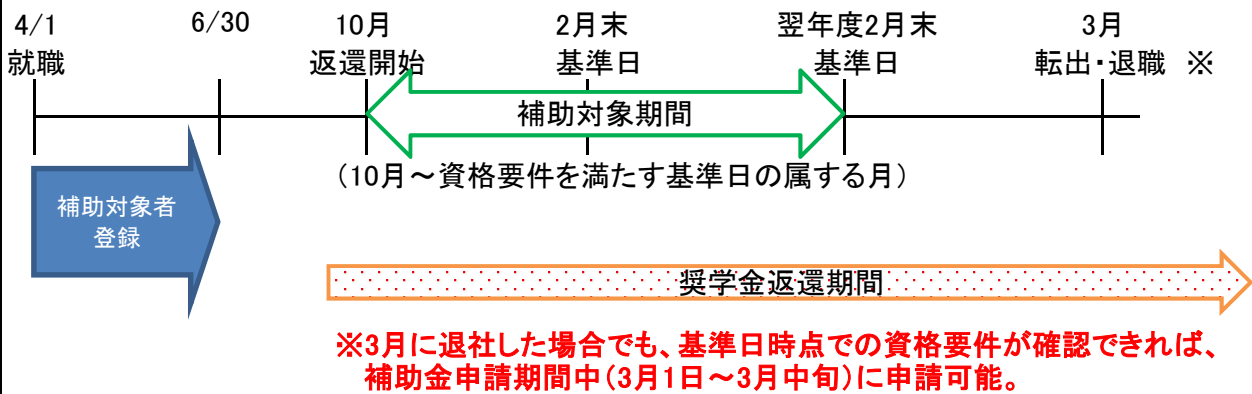 4/1 6/30 10月 2月末 翌年度2月末 3月
就職 返還開始 基準日 基準日 転出・退職 ※
補助対象期間
（10月～資格要件を満たす基準日の属する月）
補助対象者
登録
奨学金返還期間
※3月に退社した場合でも、基準日時点での資格要件が確認できれば、
補助金申請期間中（3月1日～3月中旬）に申請可能。